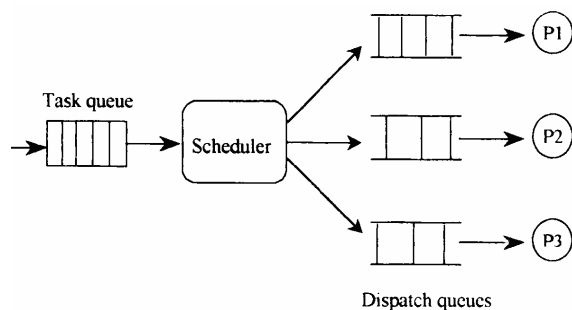 P1
Task queue
Scheduler
P2
P3
Dispatch queues